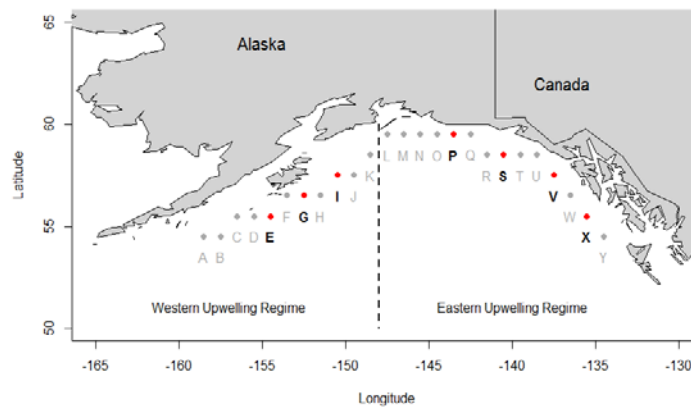 65
Alaska
Canada
60
L M N O P Q
K
R S T U
I J
V
F G H
W
55
C D E
X
A B
Y
Western Upwelling Regime
Eastern Upwelling Regime
50
-165 -160 -155 -150 -145 -140 -135 -130
Longitude
Latitude